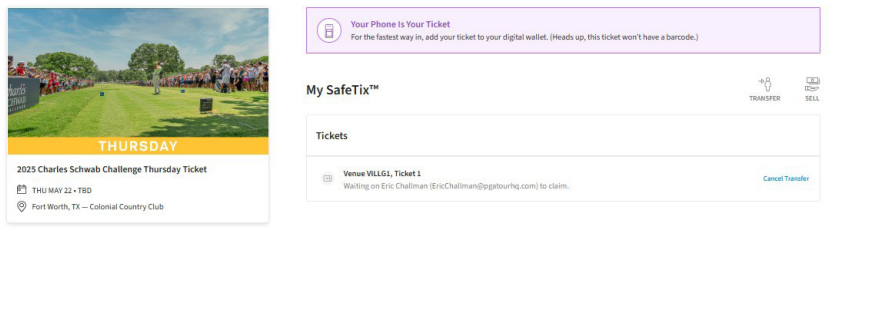 THURSDAY
2025 Charles Schwab Challenge Thursday Ticket
THU MAY 22 • TBD
Fort Worth, TX — Colonial Country Club
Your Phone Is Your Ticket
For the fastest way in, add your ticket to your digital wallet. (Heads up, this ticket won't have a barcode.)
My SafeTix™
TRANSFER
SELL
Tickets
Venue VILLG1, Ticket 1
Waiting on Eric Challman (EricChallman@pgatourhq.com) to claim.
Cancel Transfer